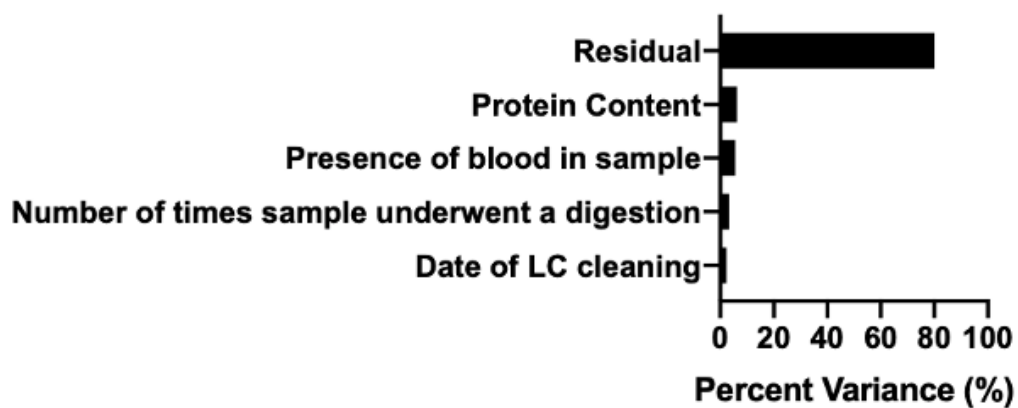 Residual
Protein Content
Presence of blood in sample
Number of times sample underwent a digestion
Date of LC cleaning
0 20 40 60 80 100
Percent Variance (%)